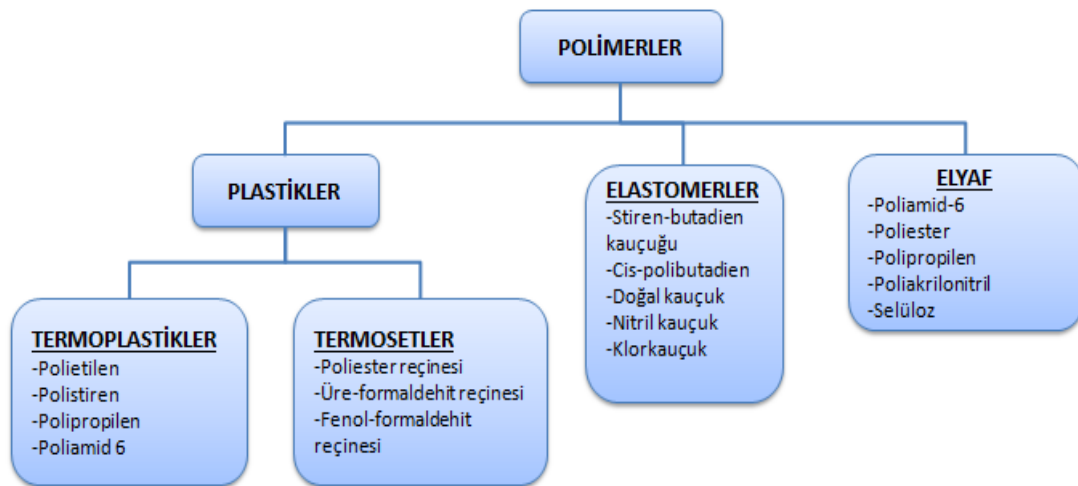 POLİMERLER
PLASTİKLER
ELASTOMERLER
-Stiren-butadien
kauçuğu
-Cis-polibutadien
-Doğal kauçuk
-Nitril kauçuk
-Klorkauçuk
ELYAF
-Poliamid-6
-Poliester
-Polipropilen
-Poliakrilonitril
-Selüloz
TERMOPLASTİKLER
-Polietilen
-Polistiren
-Polipropilen
-Poliamid 6
TERMOSETLER
-Poliester reçinesi
-Üre-formaldehit reçinesi
-Fenol-formaldehit
reçinesi